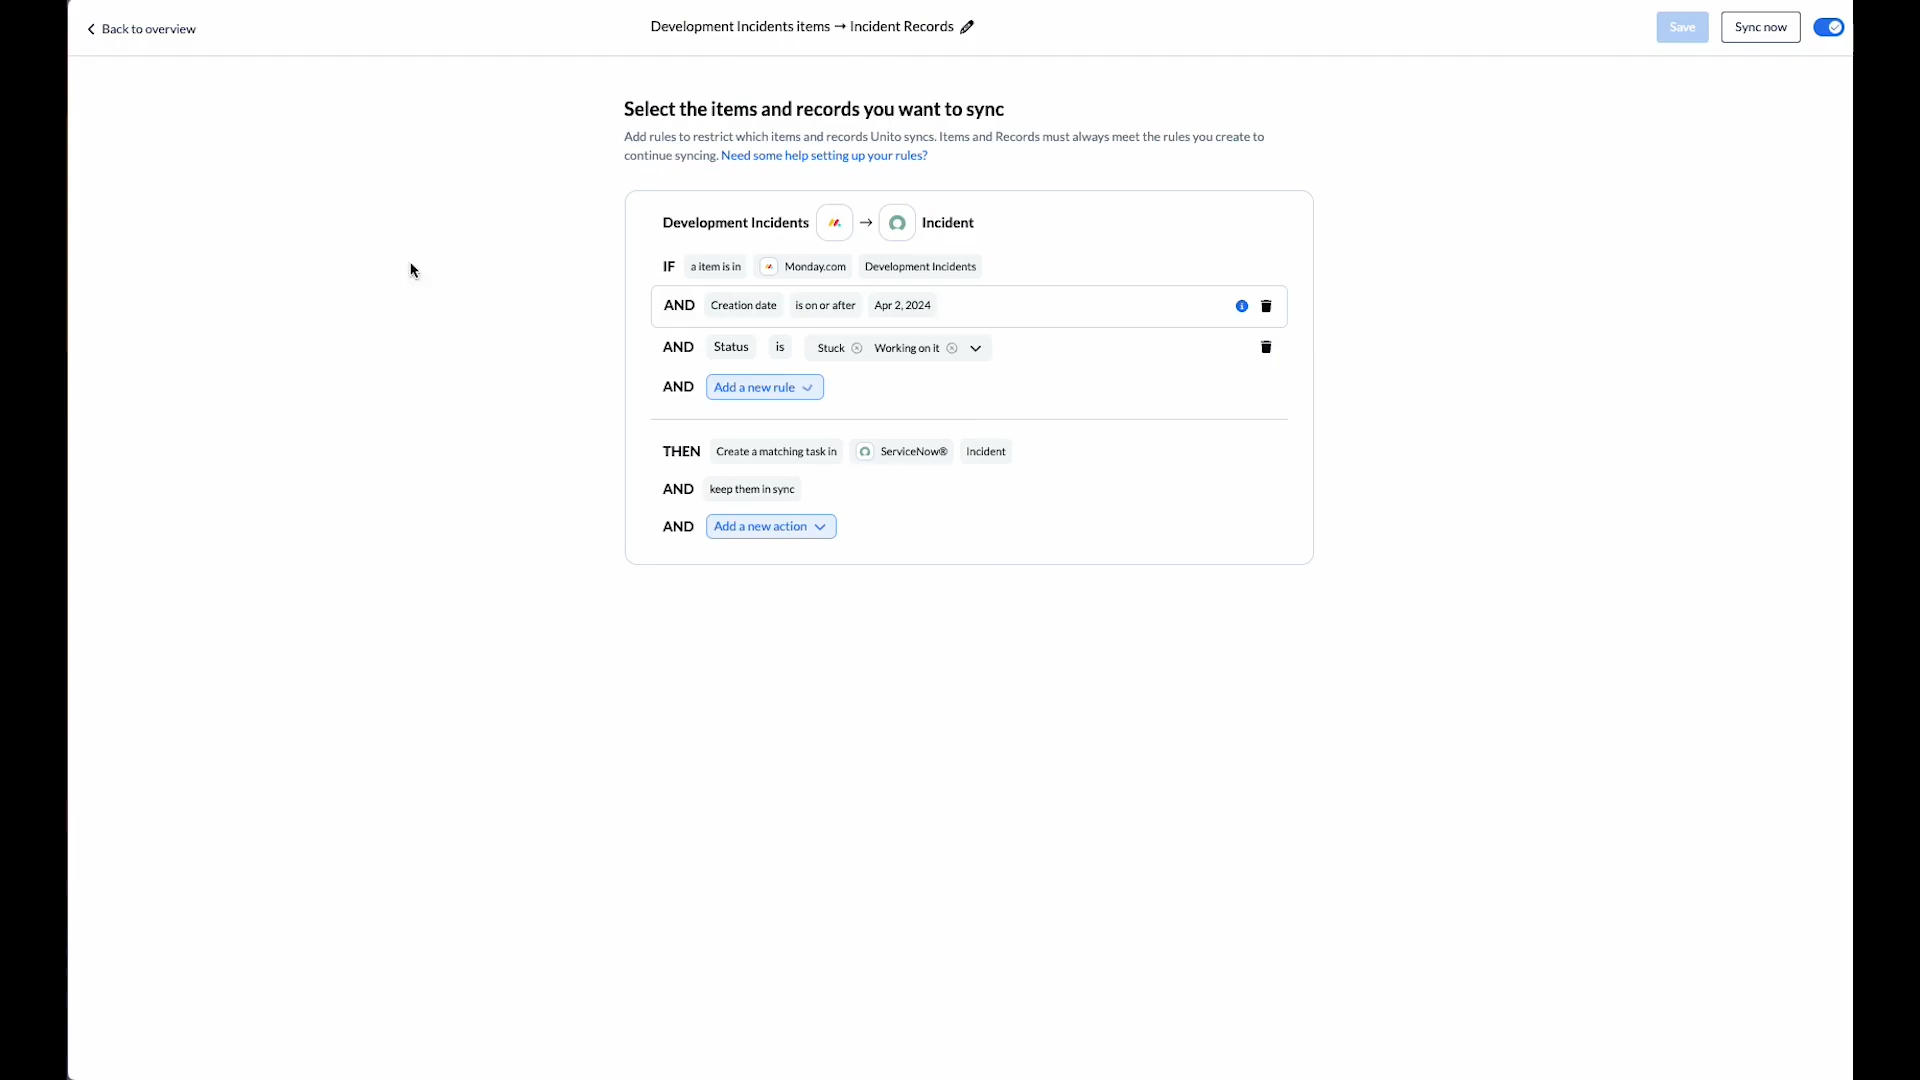 Back to overview
Development Incidents items → Incident Records
Save
Sync now
Select the items and records you want to sync
Add rules to restrict which items and records Unito syncs. Items and Records must always meet the rules you create to
continue syncing. Need some help setting up your rules?
Development Incidents → Incident
IF a item is in Monday.com Development Incidents
AND Creation date is on or after Apr 2, 2024
AND Status is Stuck Working on it
AND Add a new rule
THEN Create a matching task in ServiceNow® Incident
AND keep them in sync
AND Add a new action